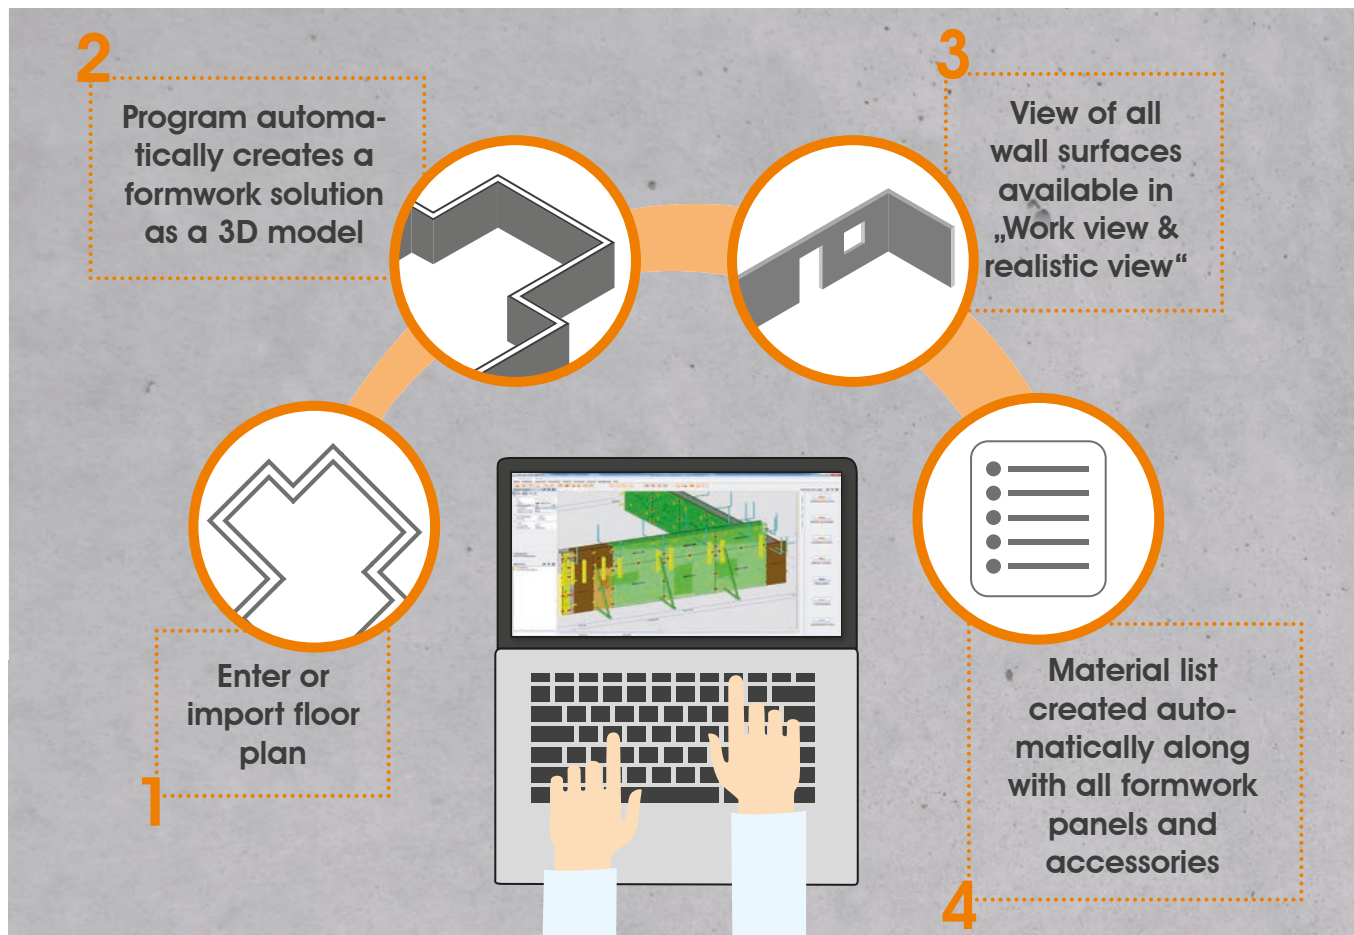 1
Enter or
import floor
plan
2
Program automa-
tically creates a
formwork solution
as a 3D model
3
View of all
wall surfaces
available in
„Work view &
realistic view“
4
Material list
created auto-
matically along
with all formwork
panels and
accessories